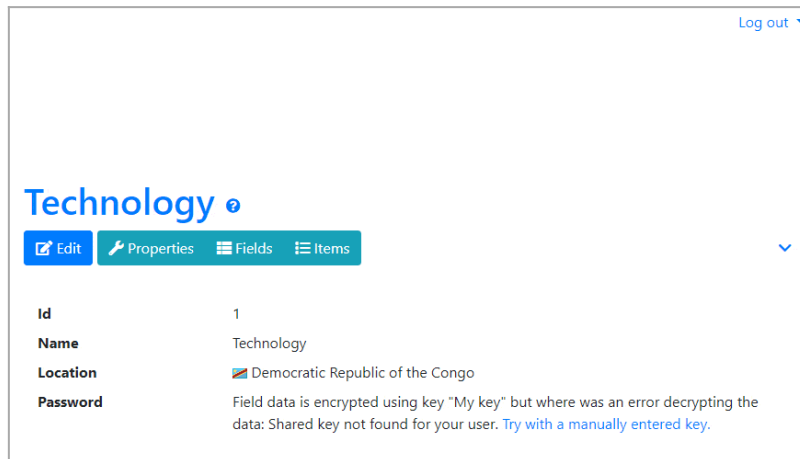 Log out
Technology
Edit Properties Fields Items
Id 1
Name Technology
Location Democratic Republic of the Congo
Password Field data is encrypted using key "My key" but where was an error decrypting the
data: Shared key not found for your user. Try with a manually entered key.